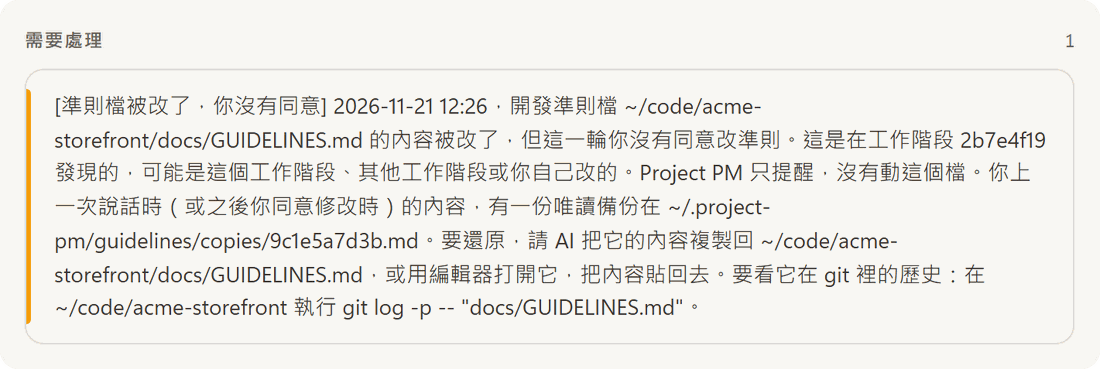 需要處理
1
[準則檔被改了，你沒有同意] 2026-11-21 12:26，開發準則檔 ~/code/acme-
storefront/docs/GUIDELINES.md 的內容被改了，但這一輪你沒有同意改準則。這是在工作階段 2b7e4f19
發現的，可能是這個工作階段、其他工作階段或你自己改的。Project PM 只提醒，沒有動這個檔。你上
一次說話時（或之後你同意修改時）的內容，有一份唯讀備份在 ~/.project-
pm/guidelines/copies/9c1e5a7d3b.md。要還原，請 AI 把它的內容複製回 ~/code/acme-
storefront/docs/GUIDELINES.md，或用編輯器打開它，把內容貼回去。要看它在 git 裡的歷史：在
~/code/acme-storefront 執行 git log -p -- "docs/GUIDELINES.md"。